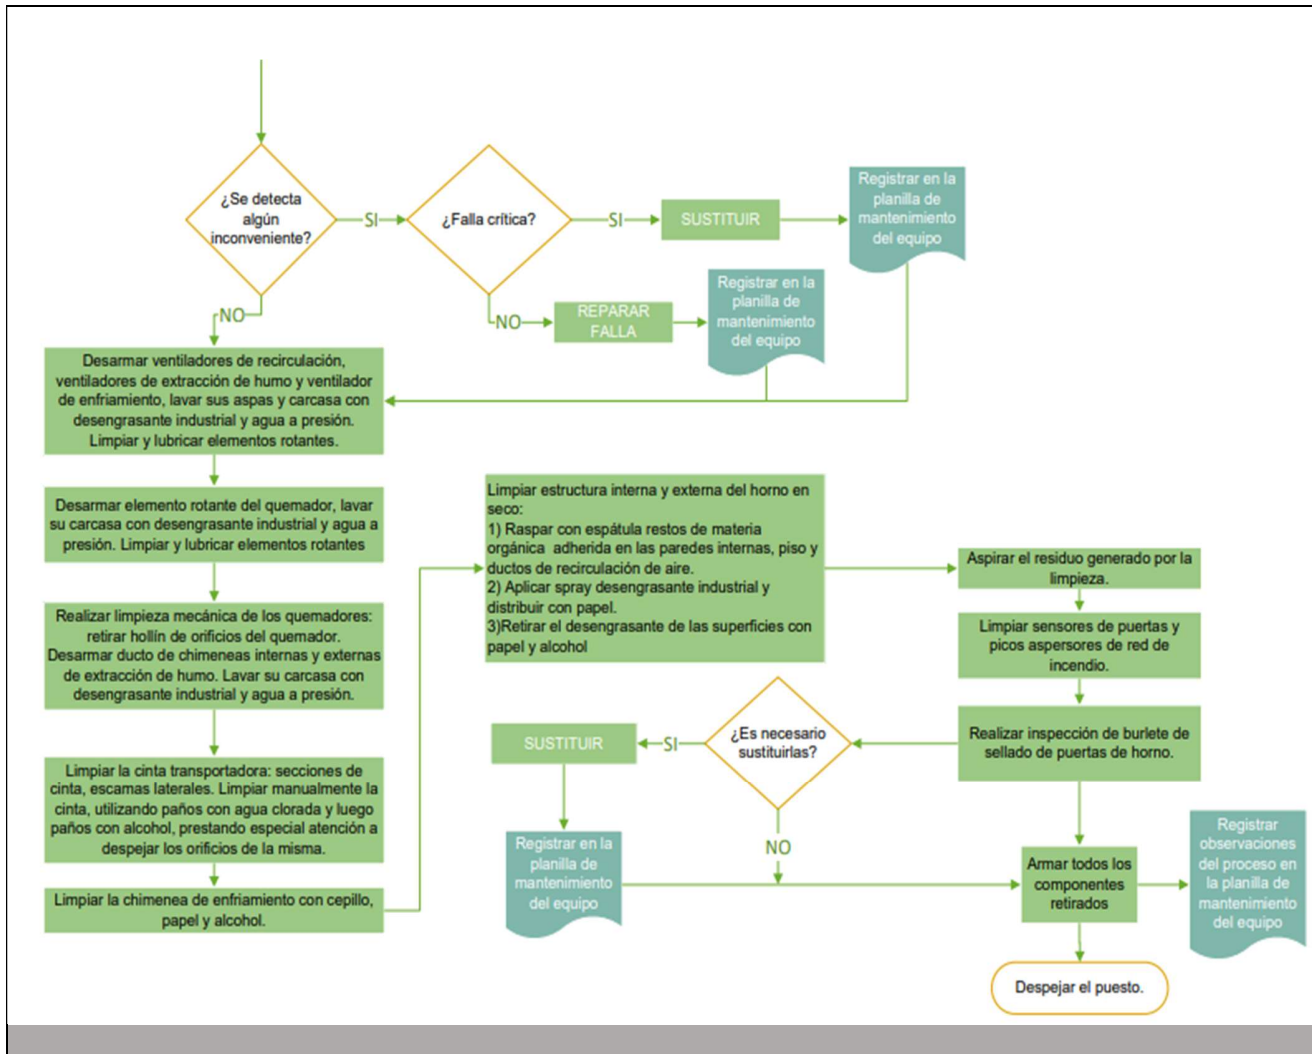 ¿Se detecta
algún
inconveniente?
SI
¿Falla crítica?
SI
SUSTITUIR
Registrar en la
planilla de
mantenimiento
del equipo
NO
REPARAR
FALLA
Registrar en la
planilla de
mantenimiento
del equipo
NO
Desarmar ventiladores de recirculación,
ventiladores de extracción de humo y ventilador
de enfriamiento, lavar sus aspas y carcasa con
desengrasante industrial y agua a presión.
Limpiar y lubricar elementos rotantes.
Desarmar elemento rotante del quemador, lavar
su carcasa con desengrasante industrial y agua a
presión. Limpiar y lubricar elementos rotantes
Realizar limpieza mecánica de los quemadores:
retirar hollín de orificios del quemador.
Desarmar ducto de chimeneas internas y externas
de extracción de humo. Lavar su carcasa con
desengrasante industrial y agua a presión.
Limpiar la cinta transportadora: secciones de
cinta, escamas laterales. Limpiar manualmente la
cinta, utilizando paños con agua clorada y luego
paños con alcohol, prestando especial atención a
despejar los orificios de la misma.
Limpiar la chimenea de enfriamiento con cepillo,
papel y alcohol.
Limpiar estructura interna y externa del horno en
seco:
1) Raspar con espátula restos de materia
orgánica adherida en las paredes internas, piso y
ductos de recirculación de aire.
2) Aplicar spray desengrasante industrial y
distribuir con papel.
3)Retirar el desengrasante de las superficies con
papel y alcohol
Aspirar el residuo generado por la
limpieza.
Limpiar sensores de puertas y
picos aspersores de red de
incendio.
Realizar inspección de burlete de
sellado de puertas de horno.
¿Es necesario
sustituirlas?
SI
SUSTITUIR
Registrar en la
planilla de
mantenimiento
del equipo
NO
Armar todos los
componentes
retirados
Registrar
observaciones
del proceso en
la planilla de
mantenimiento
del equipo
Despejar el puesto.